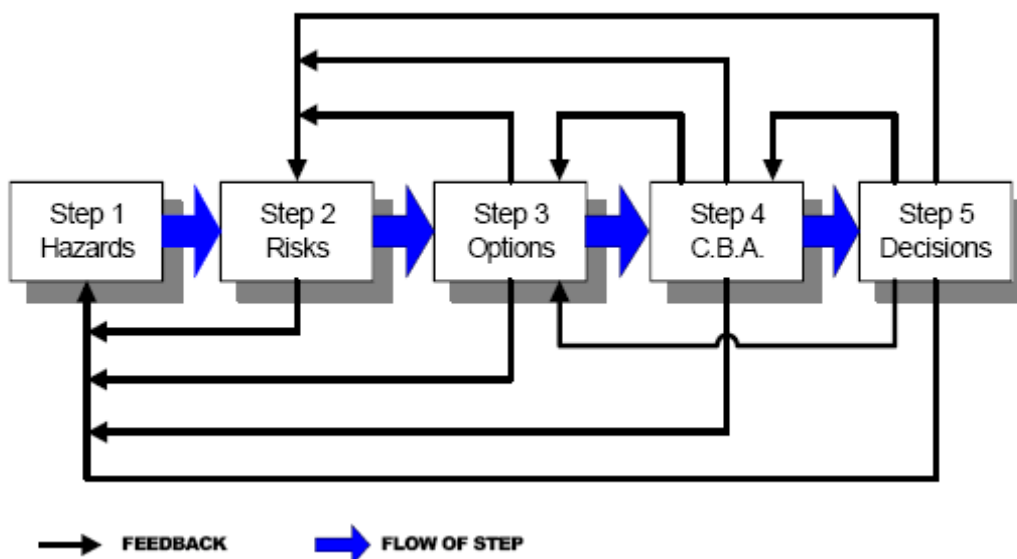 Step 1
Hazards
Step 2
Risks
Step 3
Options
Step 4
C.B.A.
Step 5
Decisions
FEEDBACK
FLOW OF STEP